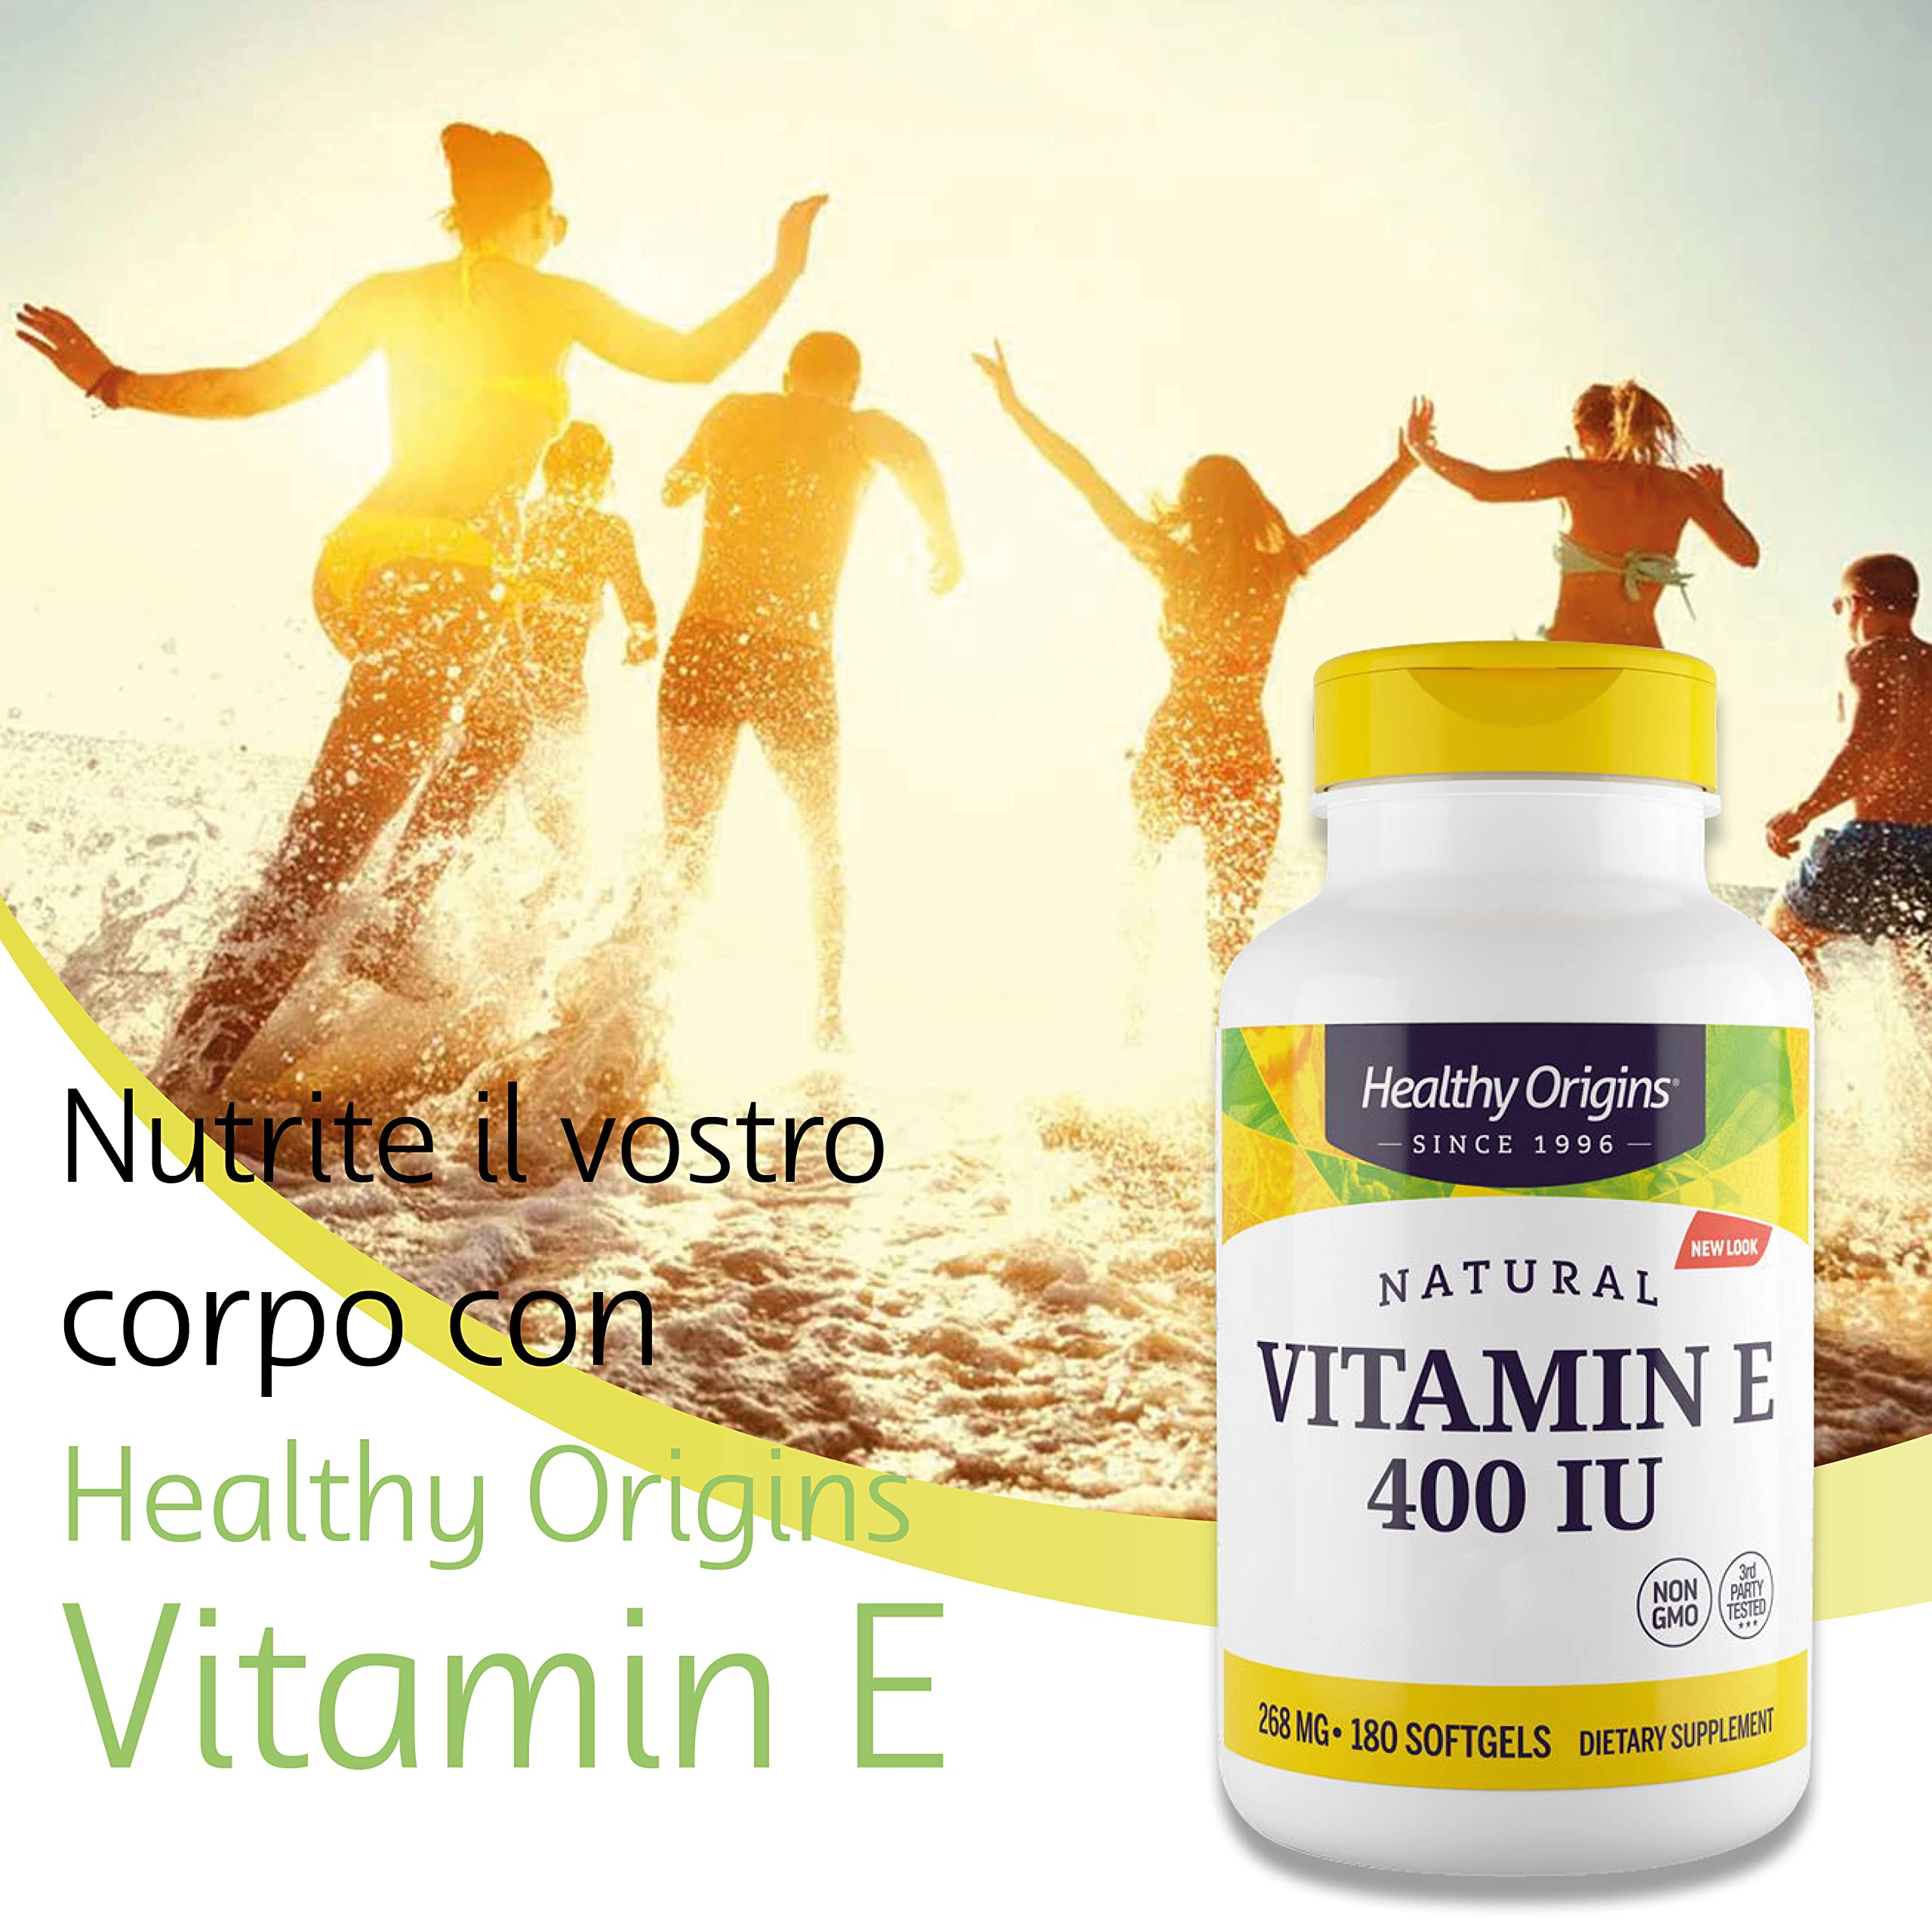 Nutrite il vostro
corpo con
Healthy Origins
Vitamin E
Healthy Origins®
SINCE 1996
NEW LOOK
NATURAL
VITAMIN E
400 IU
NON
GMO
3rd
PARTY
TESTED
268 MG • 180 SOFTGELS DIETARY SUPPLEMENT